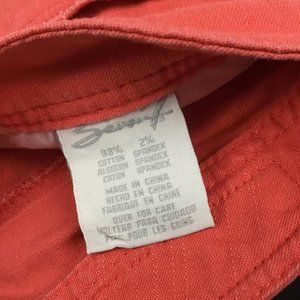 Seven7
98% 2%
COTTON SPANDEX
ALGODON SPANDEX
COTON SPANDEX
MADE IN CHINA
HECHO EN CHINA
FABRIQUE EN CHINE
OVER FOR CARE
VOLTEAR PARA CUIDADO
POUR LES SOINS